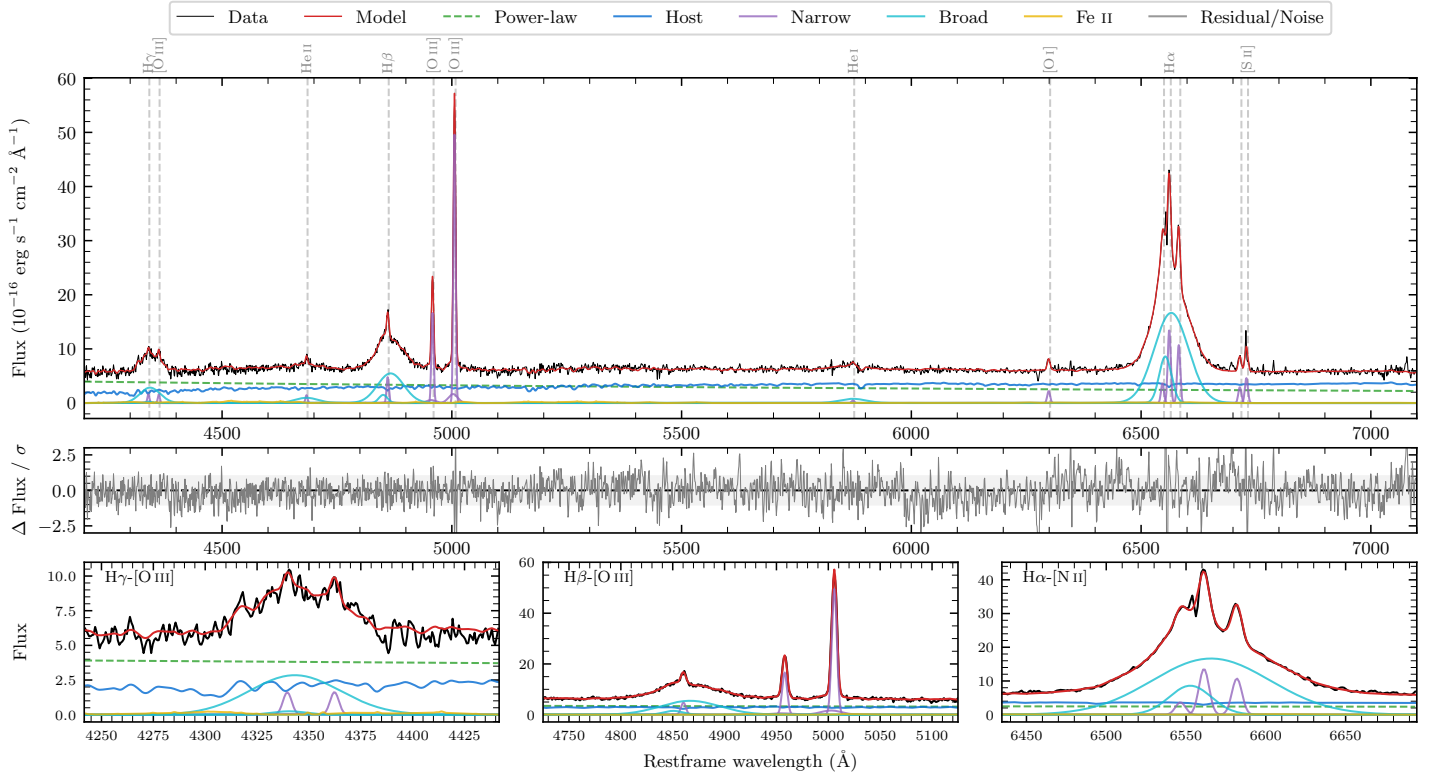 Data Model Power-law Host Narrow Broad Fe II Residual/Noise
Hγ [O III] He II Hβ [O III] [O III] He I [O I] Hα [S II]
Flux (10⁻¹⁶ erg s⁻¹ cm⁻² Å⁻¹)
60
50
40
30
20
10
0
4500 5000 5500 6000 6500 7000
Δ Flux / σ
2.5
0.0
−2.5
4500 5000 5500 6000 6500 7000
Flux
Hγ-[O III]
10.0
7.5
5.0
2.5
0.0
4250 4275 4300 4325 4350 4375 4400 4425
Hβ-[O III]
60
40
20
0
4750 4800 4850 4900 4950 5000 5050 5100
Hα-[N II]
40
30
20
10
0
6450 6500 6550 6600 6650
Restframe wavelength (Å)